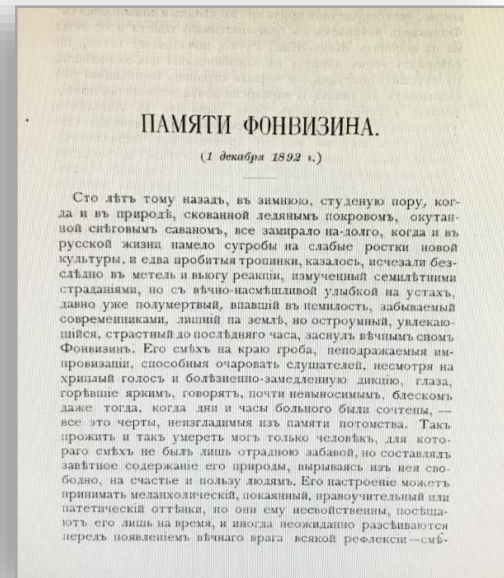 ПАМЯТИ ФОНВИЗИНА.
(1 декабря 1892 г.)
Сто лѣтъ тому назадъ, въ зимнюю, студеную пору, ког-
да и въ природѣ, скованной ледянымъ покровомъ, окутан-
ной снѣговымъ саваномъ, все замирало на-долго, когда и въ
русской жизни намело сугробы на слабые ростки новой
культуры, и едва пробитыя тропинки, казалось, исчезали без-
слѣдно въ метель и вьюгу реакціи, измученный семилѣтними
страданіями, но съ вѣчно-насмѣшливой улыбкой на устахъ,
давно уже полумертвый, впавшій въ немилость, забываемый
современниками, лишній на землѣ, но остроумный, увлекаю-
щійся, страстный до послѣдняго часа, заснулъ вѣчнымъ сномъ
Фонвизинъ. Его смѣхъ на краю гроба, неподражаемыя им-
провизаціи, способныя очаровать слушателей, несмотря на
хриплый голосъ и болѣзненно-замедленную дикцію, глаза,
горѣвшіе яркимъ, говорятъ, почти невыносимымъ, блескомъ
даже тогда, когда дни и часы больного были сочтены, —
все это черты, неизгладимыя изъ памяти потомства. Такъ
прожить и такъ умереть могъ только человѣкъ, для кото-
раго смѣхъ не былъ лишь отрадною забавой, но составлялъ
завѣтное содержаніе его природы, вырываясь изъ нея сво-
бодно, на счастье и пользу людямъ. Его настроеніе можетъ
принимать меланхолическій, покаянный, нравоучительный или
патетическій оттѣнки, но они ему несвойственны, посѣща-
ютъ его лишь на время, и иногда неожиданно разсѣиваются
передъ появленіемъ вѣчнаго врага всякой рефлексіи—смѣ-